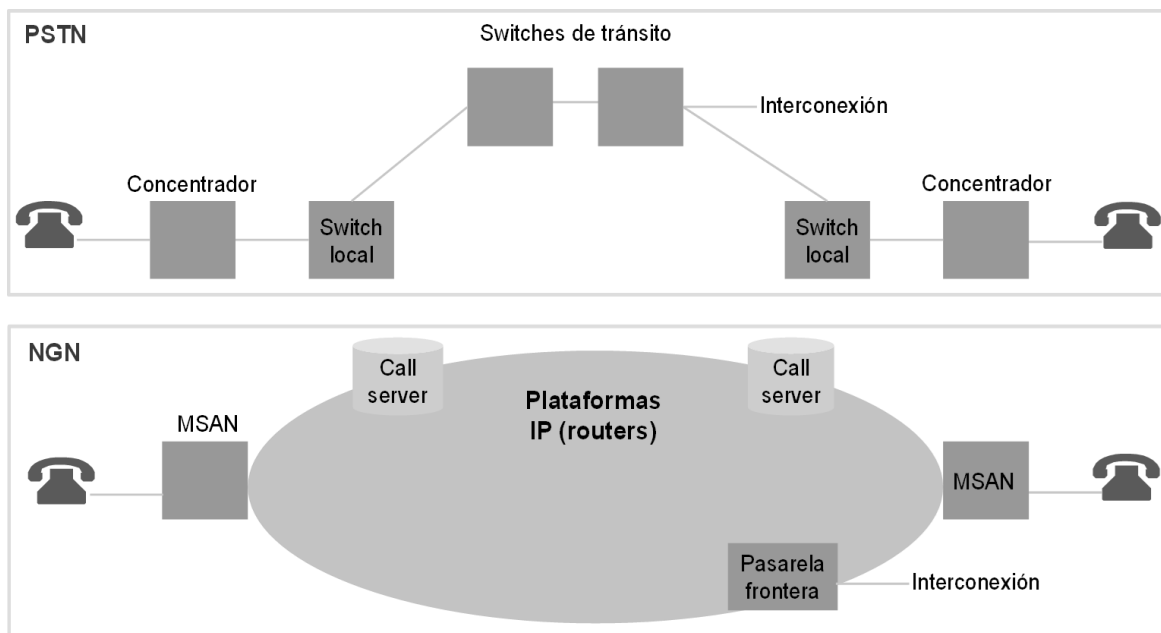 PSTN
Switches de tránsito
Interconexión
Concentrador
Concentrador
Switch
local
Switch
local
NGN
Call
server
Call
server
Plataformas
IP (routers)
MSAN
MSAN
Pasarela
frontera
Interconexión